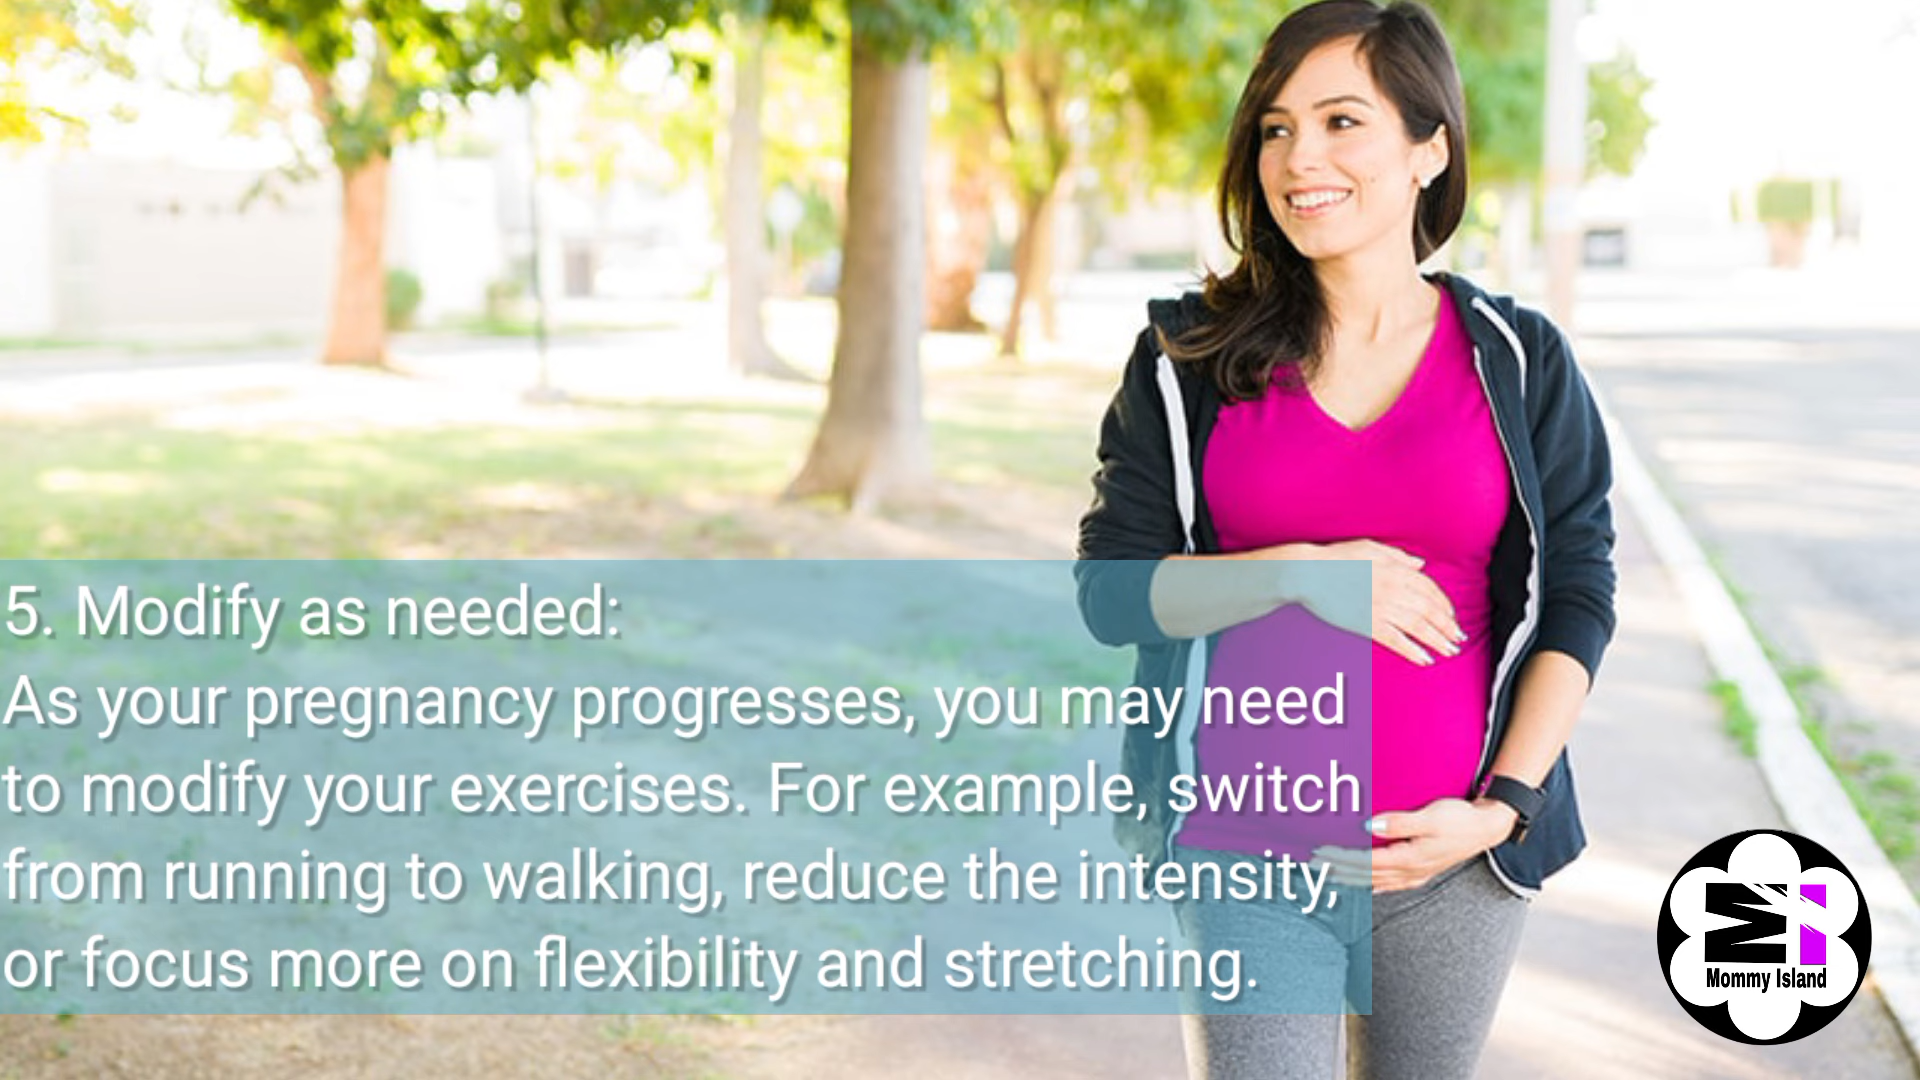 5. Modify as needed:
As your pregnancy progresses, you may need
to modify your exercises. For example, switch
from running to walking, reduce the intensity,
or focus more on flexibility and stretching.
MI
Mommy Island